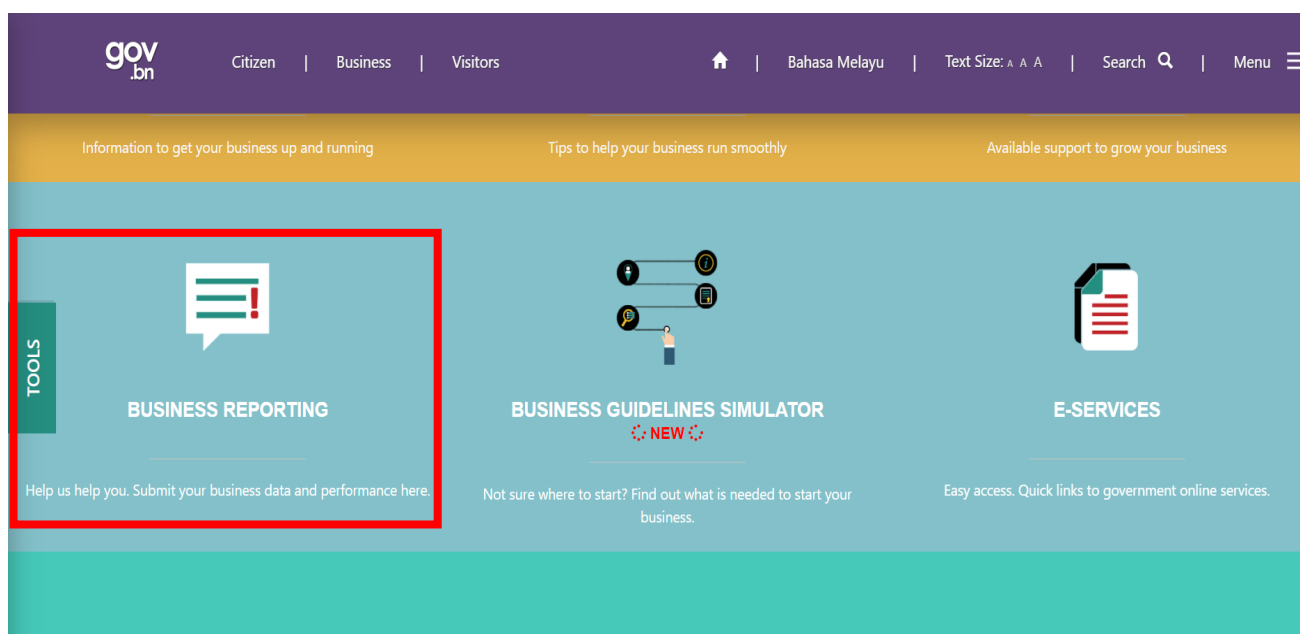 gov
.bn
Citizen | Business | Visitors | Bahasa Melayu | Text Size: A A A | Search | Menu
Information to get your business up and running
Tips to help your business run smoothly
Available support to grow your business
TOOLS
BUSINESS REPORTING
Help us help you. Submit your business data and performance here.
BUSINESS GUIDELINES SIMULATOR
NEW
Not sure where to start? Find out what is needed to start your
business.
E-SERVICES
Easy access. Quick links to government online services.